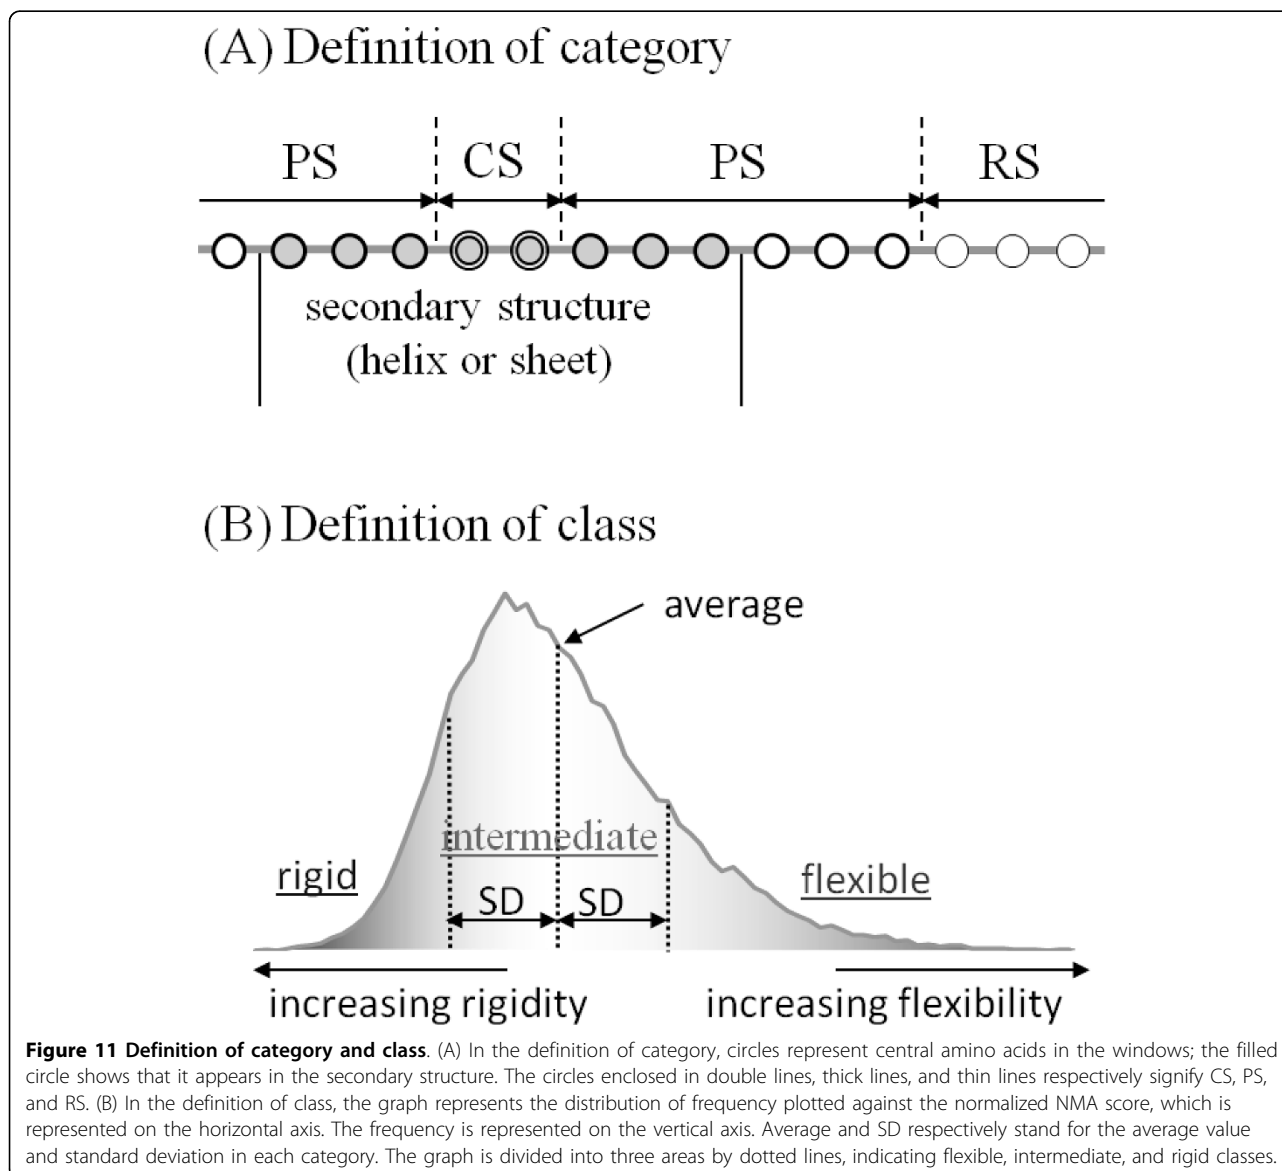 (A) Definition of category
PS CS PS RS
secondary structure
(helix or sheet)
(B) Definition of class
average
intermediate
rigid
flexible
SD SD
increasing rigidity increasing flexibility
Figure 11 Definition of category and class. (A) In the definition of category, circles represent central amino acids in the windows; the filled
circle shows that it appears in the secondary structure. The circles enclosed in double lines, thick lines, and thin lines respectively signify CS, PS,
and RS. (B) In the definition of class, the graph represents the distribution of frequency plotted against the normalized NMA score, which is
represented on the horizontal axis. The frequency is represented on the vertical axis. Average and SD respectively stand for the average value
and standard deviation in each category. The graph is divided into three areas by dotted lines, indicating flexible, intermediate, and rigid classes.